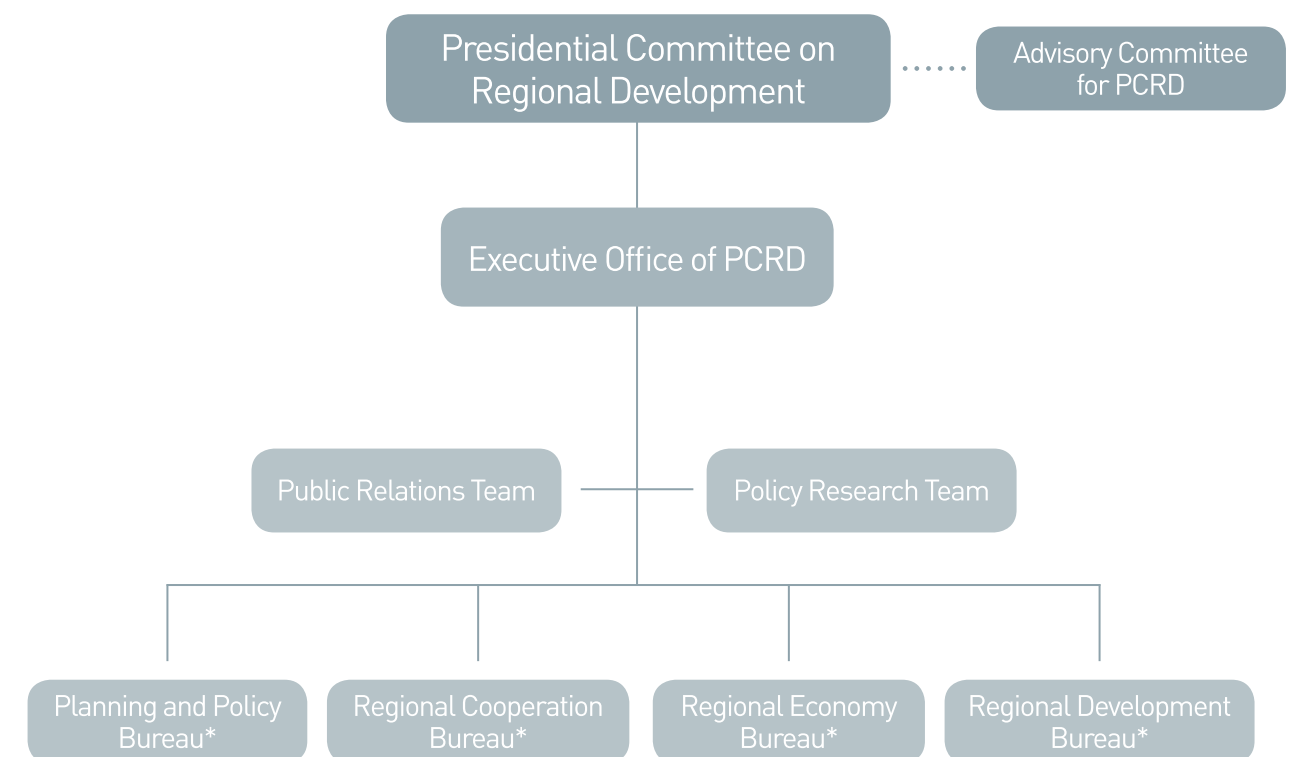 Presidential Committee on
Regional Development
Advisory Committee
for PCRD
Executive Office of PCRD
Public Relations Team
Policy Research Team
Planning and Policy
Bureau*
Regional Cooperation
Bureau*
Regional Economy
Bureau*
Regional Development
Bureau*